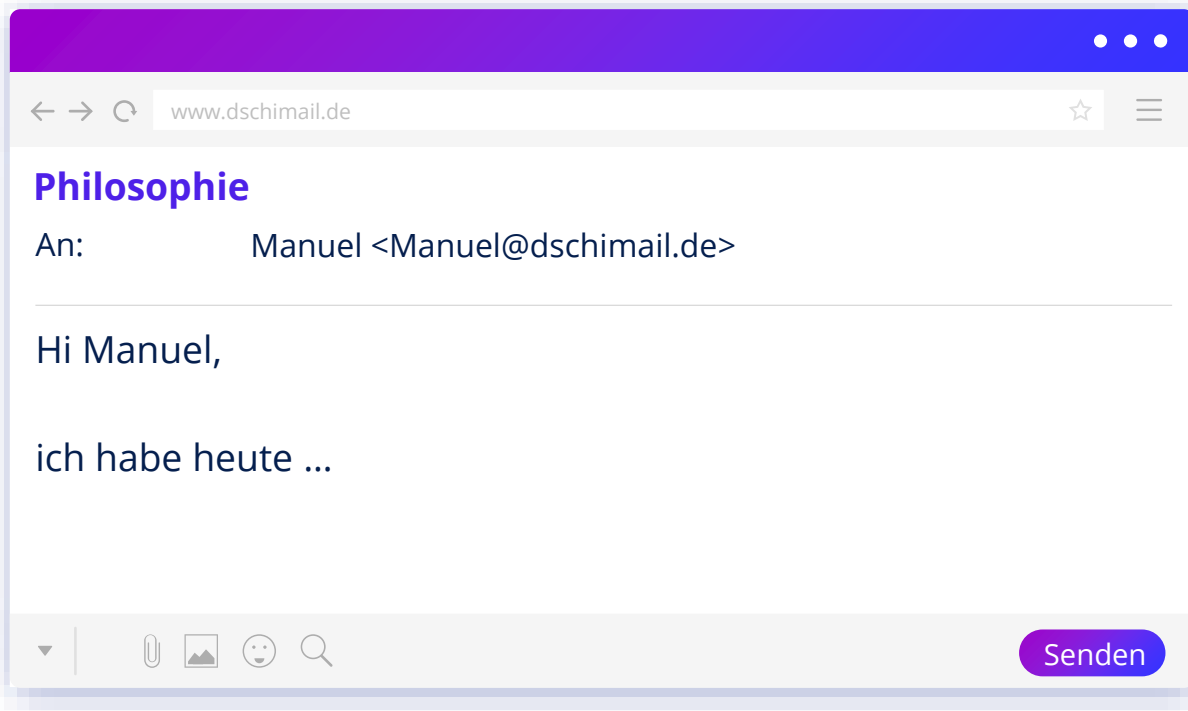 www.dschimail.de
Philosophie
An: Manuel <Manuel@dschimail.de>
Hi Manuel,
ich habe heute ...
Senden